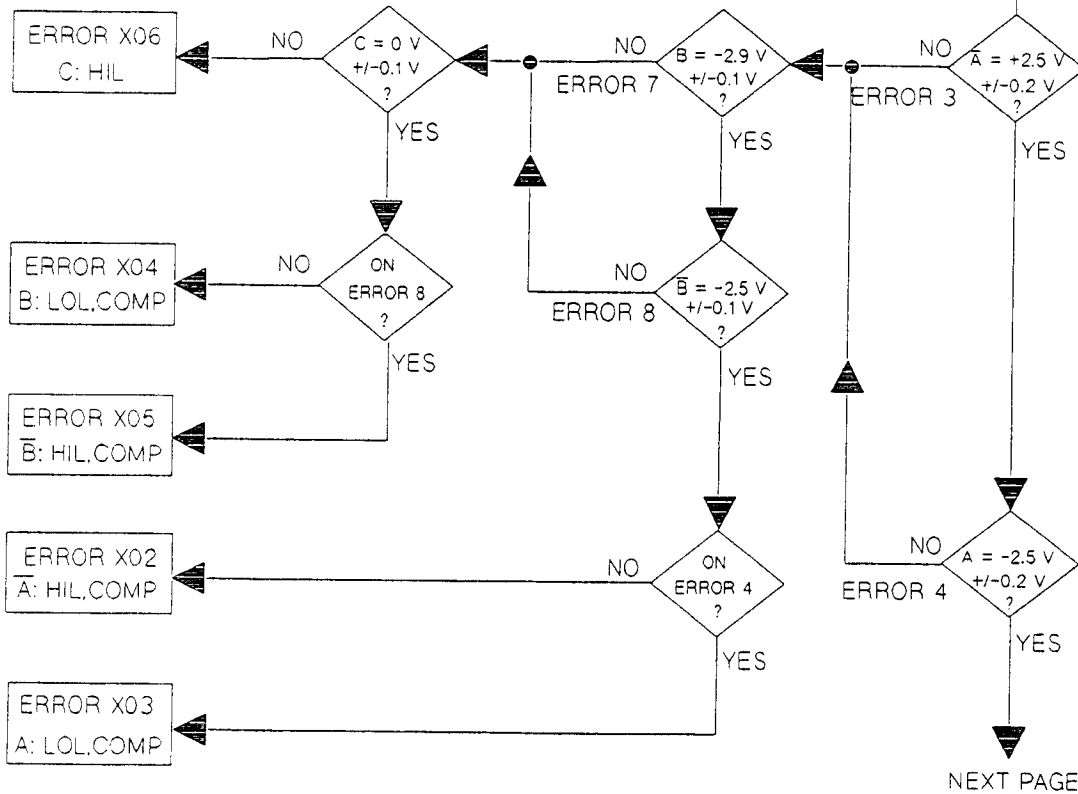 ERROR X06
C: HIL
NO
C = 0 V
+/-0.1 V
?
YES
NO
ERROR 7
B = -2.9 V
+/-0.1 V
?
YES
NO
ERROR 3
A̅ = +2.5 V
+/-0.2 V
?
YES
ERROR X04
B: LOL,COMP
NO
ON
ERROR 8
?
YES
NO
ERROR 8
B̅ = -2.5 V
+/-0.1 V
?
YES
ERROR X05
B̅: HIL,COMP
ERROR X02
A̅: HIL,COMP
NO
ON
ERROR 4
?
YES
NO
ERROR 4
A = -2.5 V
+/-0.2 V
?
YES
ERROR X03
A: LOL,COMP
NEXT PAGE